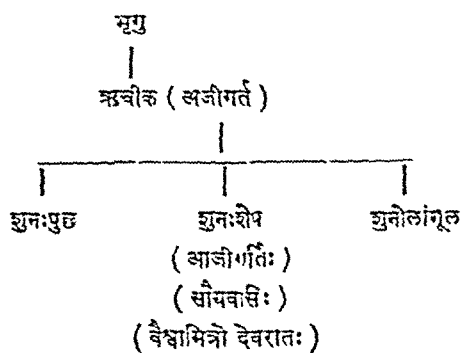 भृगु
ऋचीक ( अजीगर्त )
शुनःपुछ शुनःशेप शुनोलांगूल
( आजीगर्तिः )
( सौयवसिः )
( वैश्वामित्रो देवरातः )